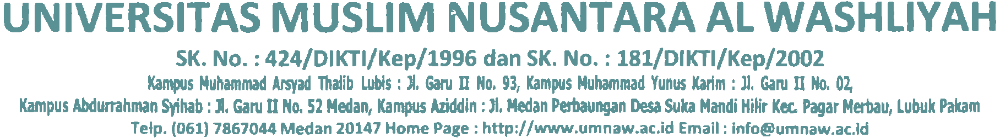 UNIVERSITAS MUSLIM NUSANTARA AL WASHLIYAH
SK. No. : 424/DIKTI/Kep/1996 dan SK. No. : 181/DIKTI/Kep/2002
Kampus Muhammad Arsyad Thalib Lubis : Jl. Garu II No. 93, Kampus Muhammad Yunus Karim : Jl. Garu II No. 02,
Kampus Abdurrahman Syihab : Jl. Garu II No. 52 Medan, Kampus Aziddin : Jl. Medan Perbaungan Desa Suka Mandi Hilir Kec. Pagar Merbau, Lubuk Pakam
Telp. (061) 7867044 Medan 20147 Home Page : http://www.umnaw.ac.id Email : info@umnaw.ac.id